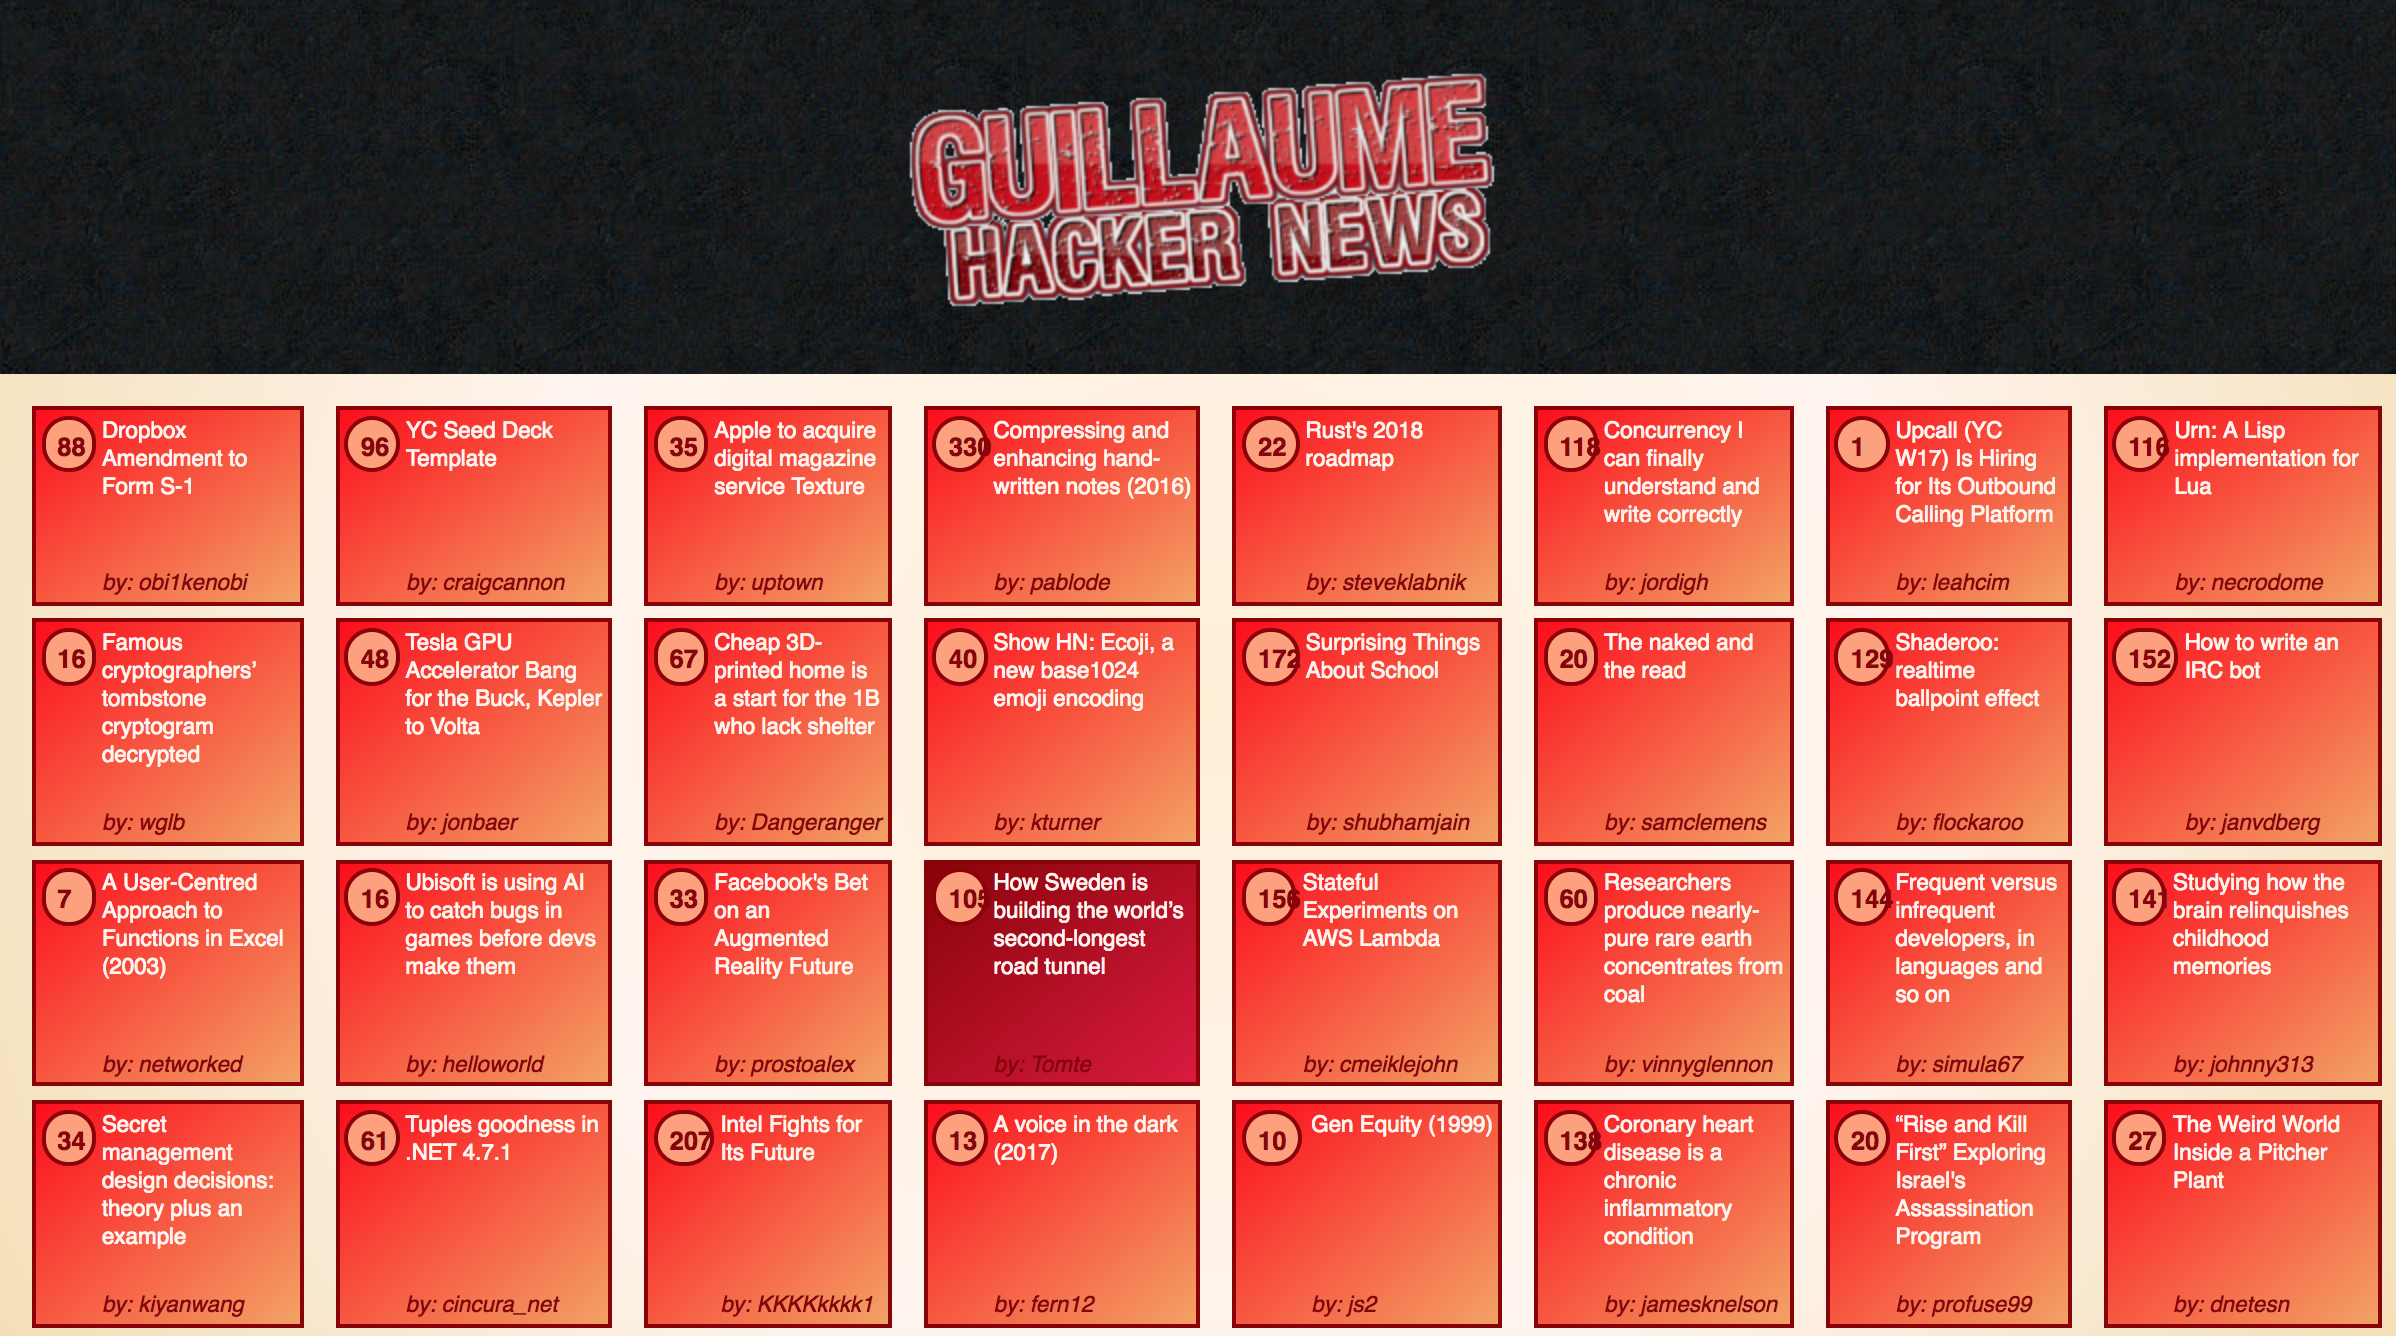 GUILLAUME
HACKER NEWS
88
Dropbox
Amendment to
Form S-1
by: obi1kenobi
96
YC Seed Deck
Template
by: craigcannon
35
Apple to acquire
digital magazine
service Texture
by: uptown
330
Compressing and
enhancing hand-
written notes (2016)
by: pablode
22
Rust's 2018
roadmap
by: steveklabnik
118
Concurrency I
can finally
understand and
write correctly
by: jordigh
1
Upcall (YC
W17) Is Hiring
for Its Outbound
Calling Platform
by: leahcim
116
Urn: A Lisp
implementation for
Lua
by: necrodome
16
Famous
cryptographers’
tombstone
cryptogram
decrypted
by: wglb
48
Tesla GPU
Accelerator Bang
for the Buck, Kepler
to Volta
by: jonbaer
67
Cheap 3D-
printed home is
a start for the 1B
who lack shelter
by: Dangeranger
40
Show HN: Ecoji, a
new base1024
emoji encoding
by: kturner
172
Surprising Things
About School
by: shubhamjain
20
The naked and
the read
by: samclemens
129
Shaderoo:
realtime
ballpoint effect
by: flockaroo
152
How to write an
IRC bot
by: janvdberg
7
A User-Centred
Approach to
Functions in Excel
(2003)
by: networked
16
Ubisoft is using AI
to catch bugs in
games before devs
make them
by: helloworld
33
Facebook's Bet
on an
Augmented
Reality Future
by: prostoalex
105
How Sweden is
building the world’s
second-longest
road tunnel
by: Tomte
156
Stateful
Experiments on
AWS Lambda
by: cmeiklejohn
60
Researchers
produce nearly-
pure rare earth
concentrates from
coal
by: vinnyglennon
144
Frequent versus
infrequent
developers, in
languages and
so on
by: simula67
141
Studying how the
brain relinquishes
childhood
memories
by: johnny313
34
Secret
management
design decisions:
theory plus an
example
by: kiyanwang
61
Tuples goodness in
.NET 4.7.1
by: cincura_net
207
Intel Fights for
Its Future
by: KKKKkkkk1
13
A voice in the dark
(2017)
by: fern12
10
Gen Equity (1999)
by: js2
138
Coronary heart
disease is a
chronic
inflammatory
condition
by: jamesknelson
20
“Rise and Kill
First” Exploring
Israel's
Assassination
Program
by: profuse99
27
The Weird World
Inside a Pitcher
Plant
by: dnetesn